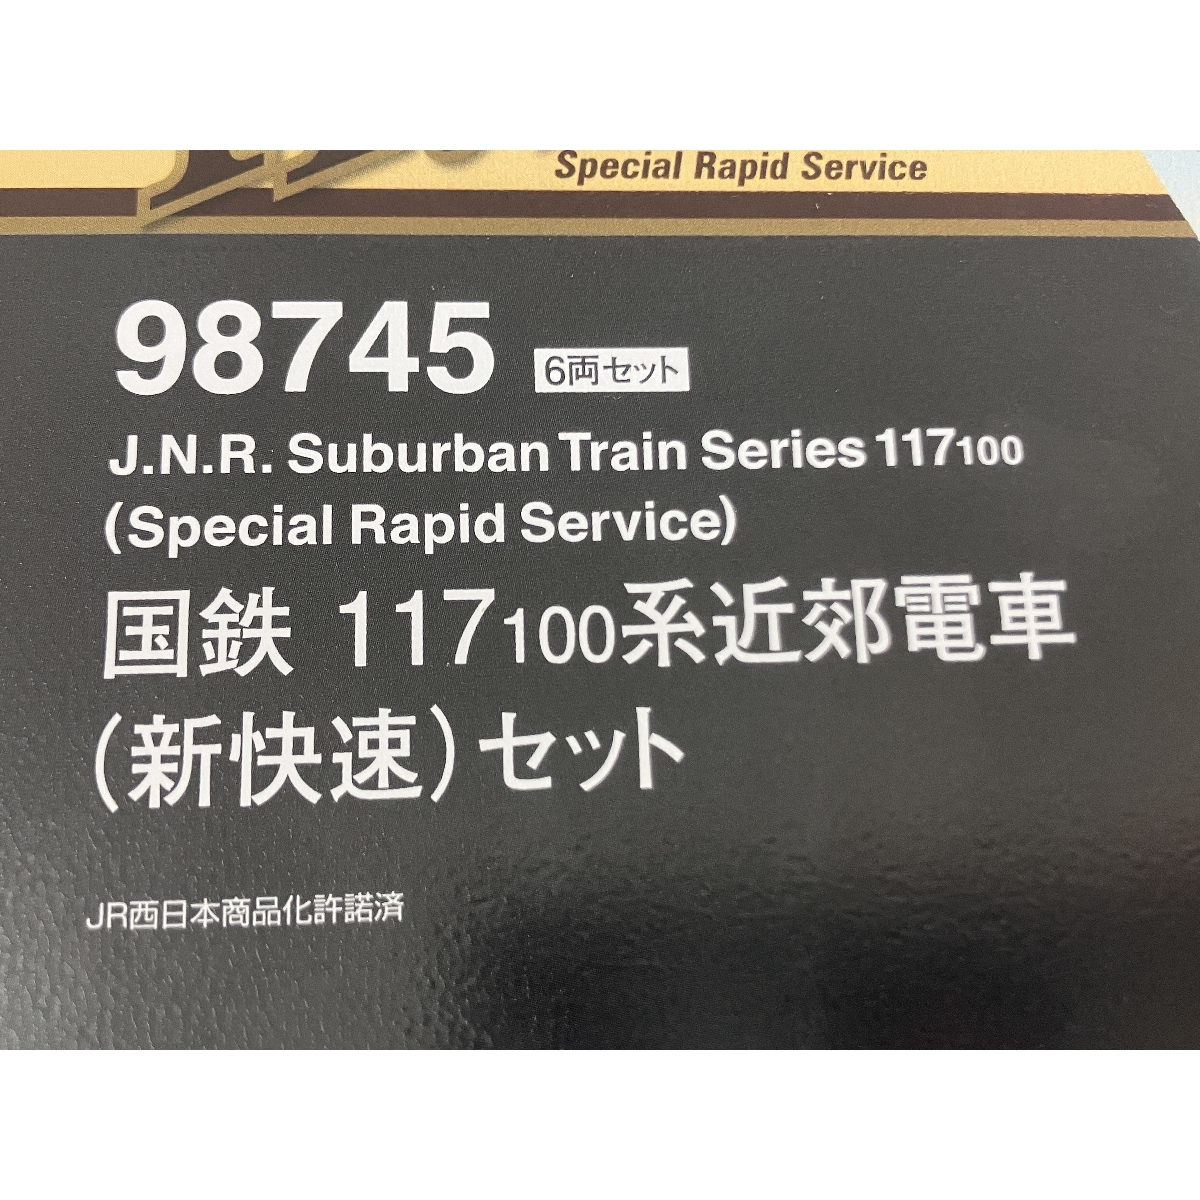 Special Rapid Service
98745 6両セット
J.N.R. Suburban Train Series 117100
(Special Rapid Service)
国鉄 117100系近郊電車
(新快速)セット
JR西日本商品化許諾済